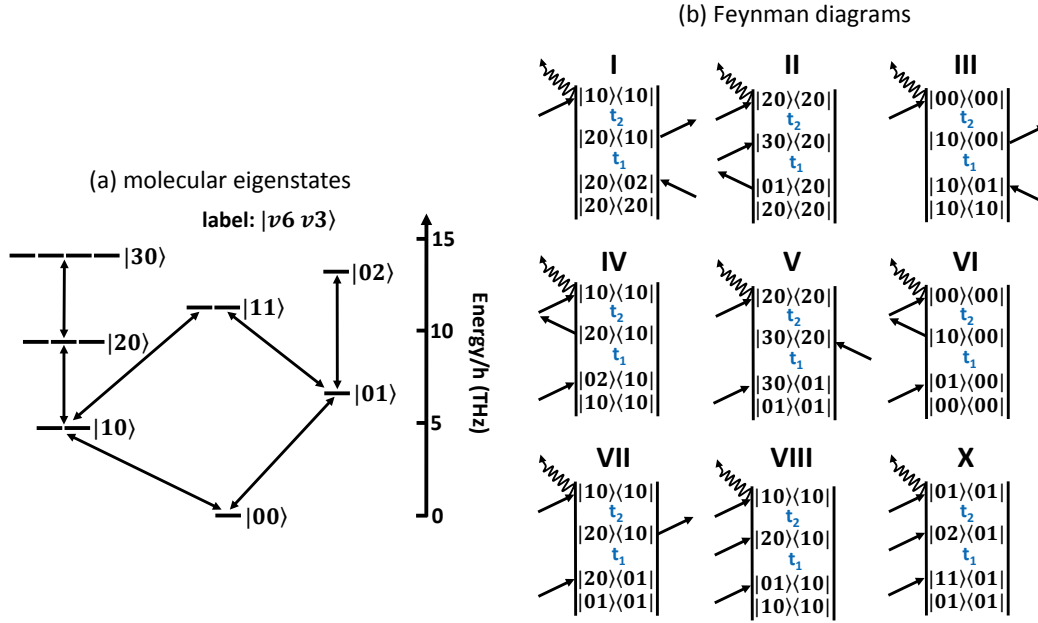 (a) molecular eigenstates
label: |v6 v3⟩
|30⟩
|20⟩
|10⟩
|11⟩
|00⟩
|02⟩
|01⟩
15
10
5
0
Energy/h (THz)
(b) Feynman diagrams
I
|10⟩⟨10|
t₂
|20⟩⟨10|
t₁
|20⟩⟨02|
|20⟩⟨20|
II
|20⟩⟨20|
t₂
|30⟩⟨20|
t₁
|01⟩⟨20|
|20⟩⟨20|
III
|00⟩⟨00|
t₂
|10⟩⟨00|
t₁
|10⟩⟨01|
|10⟩⟨10|
IV
|10⟩⟨10|
t₂
|20⟩⟨10|
t₁
|02⟩⟨10|
|10⟩⟨10|
V
|20⟩⟨20|
t₂
|30⟩⟨20|
t₁
|30⟩⟨01|
|01⟩⟨01|
VI
|00⟩⟨00|
t₂
|10⟩⟨00|
t₁
|01⟩⟨00|
|00⟩⟨00|
VII
|10⟩⟨10|
t₂
|20⟩⟨10|
t₁
|20⟩⟨01|
|01⟩⟨01|
VIII
|10⟩⟨10|
t₂
|20⟩⟨10|
t₁
|01⟩⟨10|
|10⟩⟨10|
X
|01⟩⟨01|
t₂
|02⟩⟨01|
t₁
|11⟩⟨01|
|01⟩⟨01|